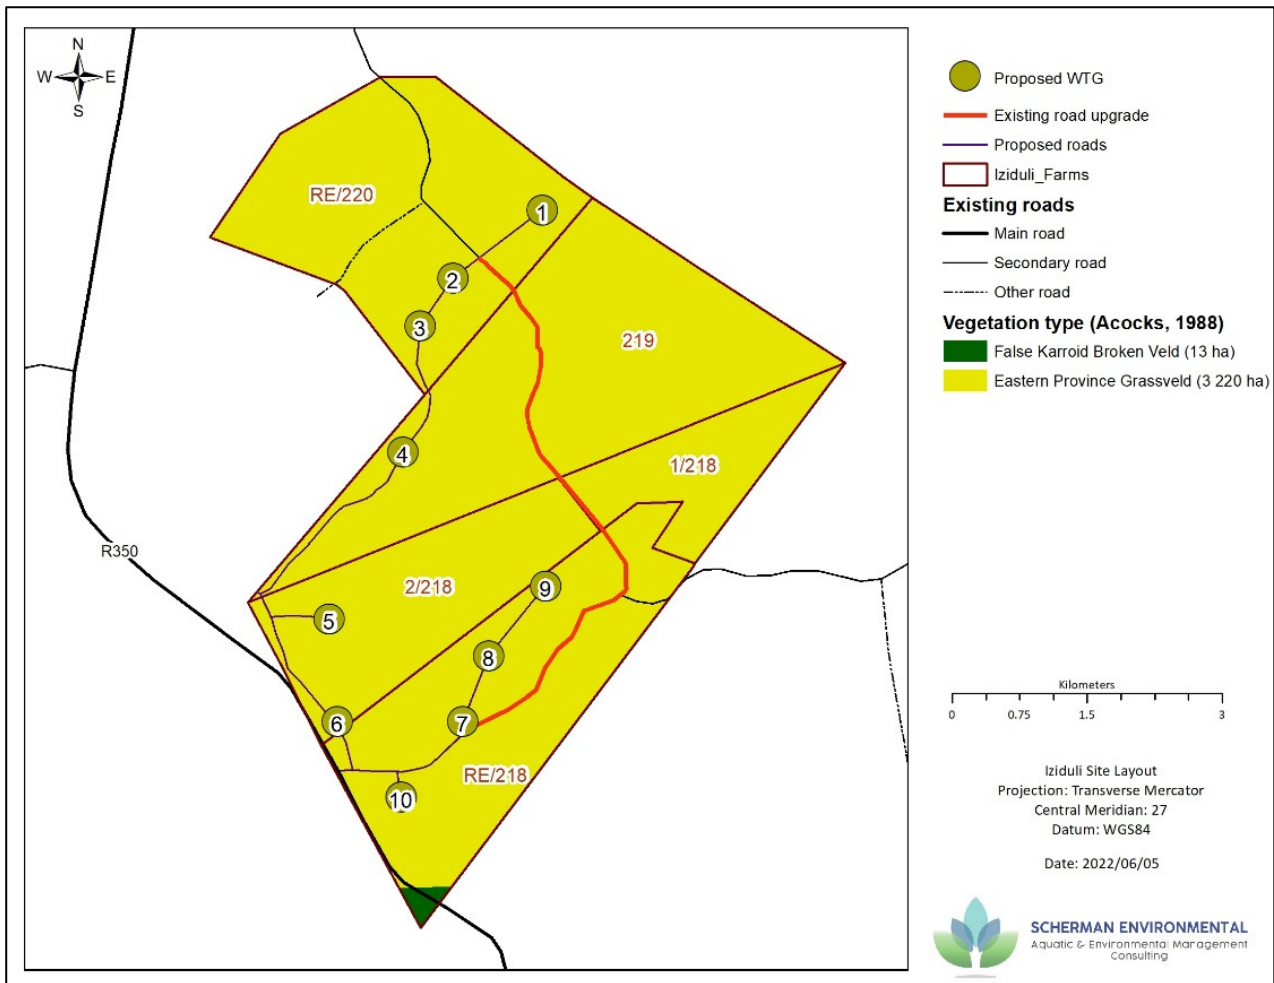 N
W E
S
RE/220
1
2
3
219
4
1/218
R350
2/218
9
5
8
6
7
RE/218
10
Proposed WTG
Existing road upgrade
Proposed roads
Iziduli_Farms
Existing roads
Main road
Secondary road
Other road
Vegetation type (Acocks, 1988)
False Karroid Broken Veld (13 ha)
Eastern Province Grassveld (3 220 ha)
Kilometers
0 0.75 1.5 3
Iziduli Site Layout
Projection: Transverse Mercator
Central Meridian: 27
Datum: WGS84
Date: 2022/06/05
SCHERMAN ENVIRONMENTAL
Aquatic & Environmental Management
Consulting